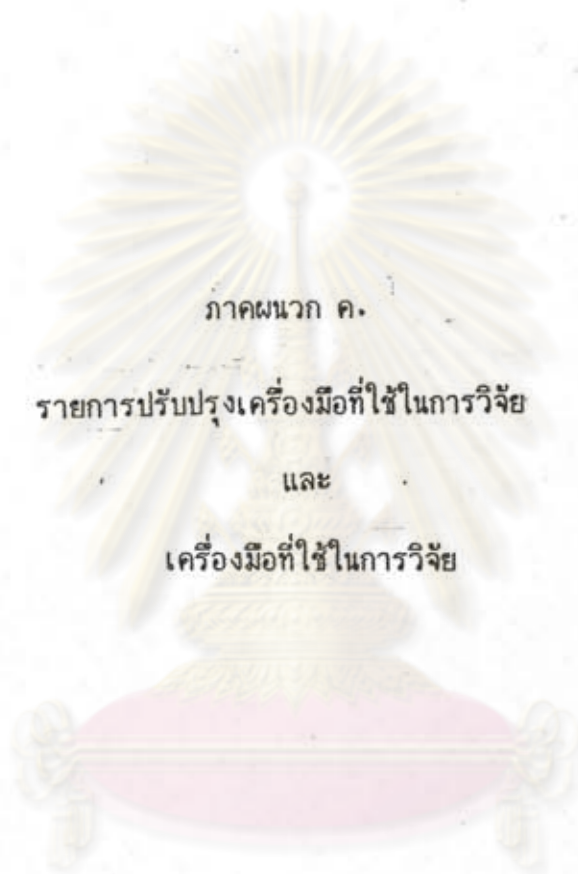 ภาคผนวก ค.
รายการปรับปรุงเครื่องมือที่ใช้ในการวิจัย
และ
เครื่องมือที่ใช้ในการวิจัย